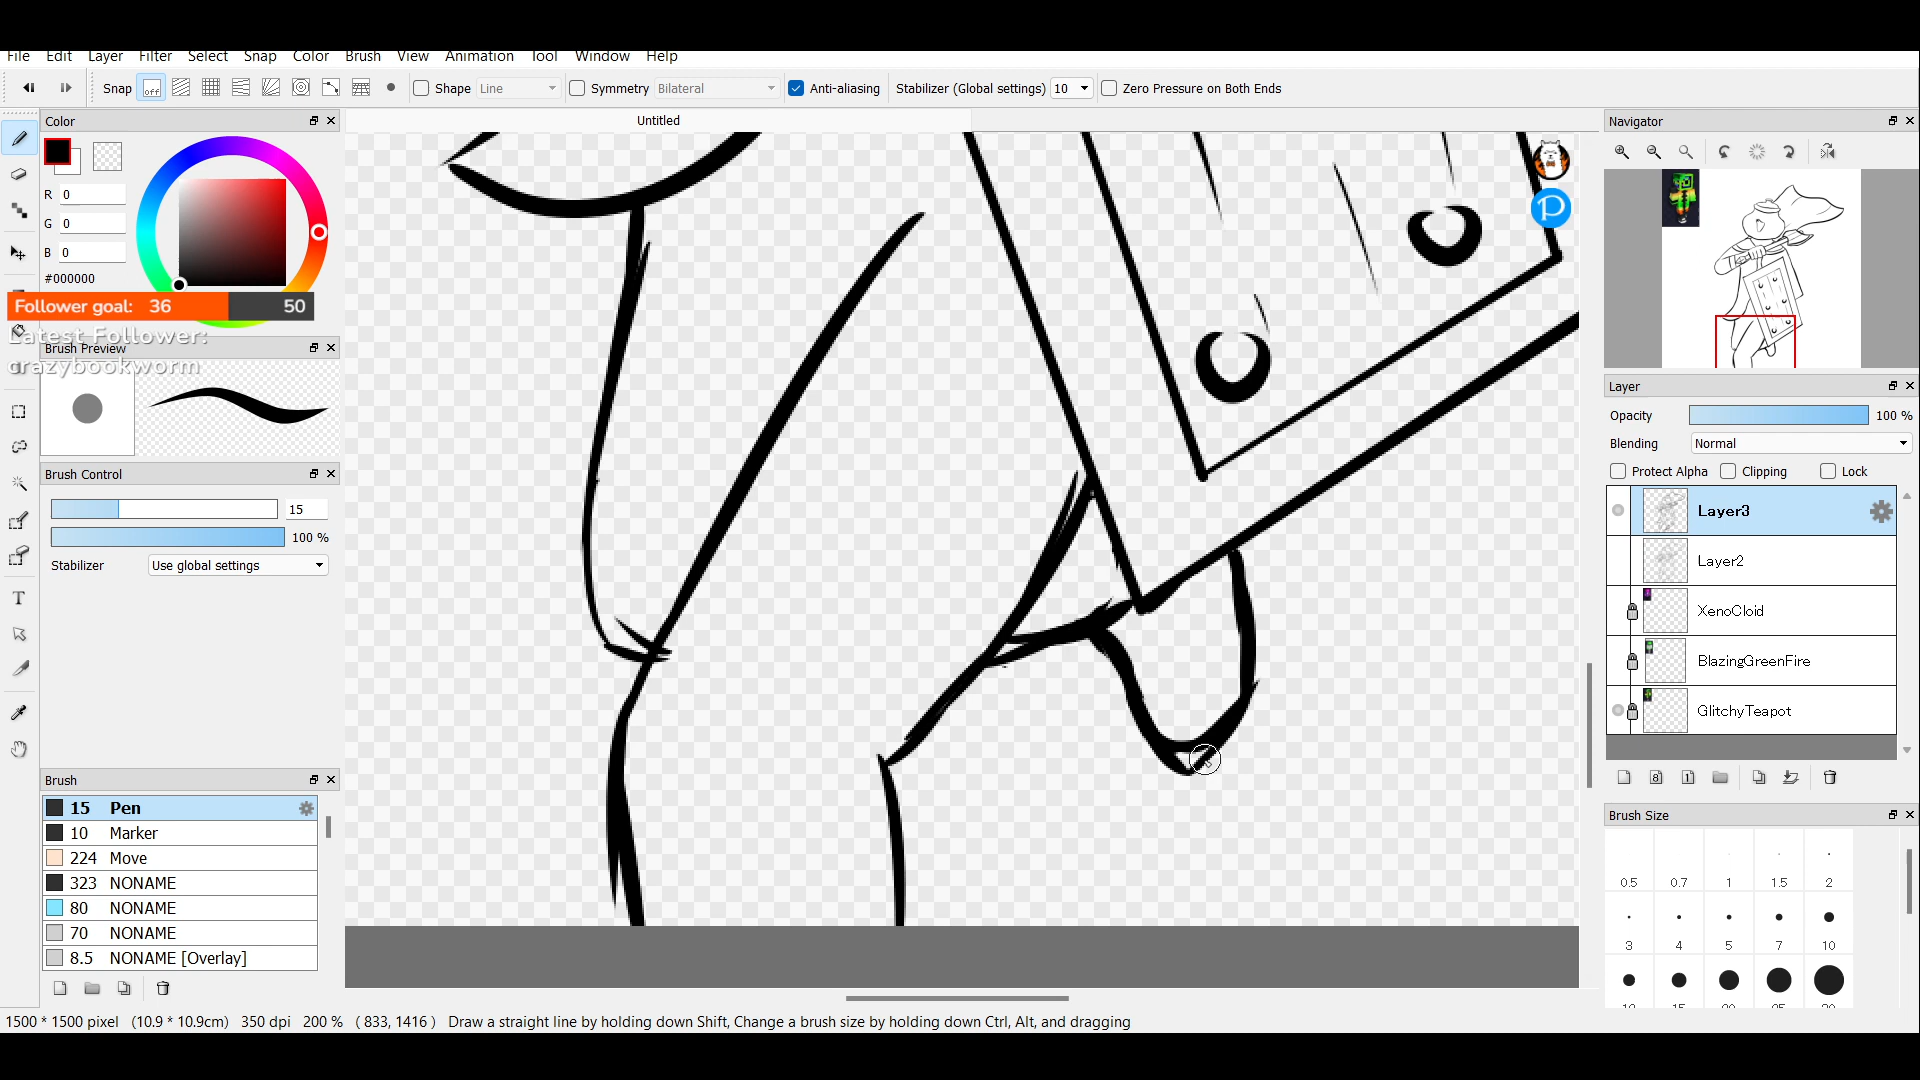 File Edit Layer Filter Select Snap Color Brush View Animation Tool Window Help
Snap off Shape Line Symmetry Bilateral Anti-aliasing Stabilizer (Global settings) 10 Zero Pressure on Both Ends
Color
Untitled
Navigator
R 0
G 0
B 0
#000000
Follower goal: 36 50
Latest Follower:
crazybookworm
Brush Preview
Brush Control
15
100 %
Stabilizer Use global settings
Brush
15 Pen
10 Marker
224 Move
323 NONAME
80 NONAME
70 NONAME
8.5 NONAME [Overlay]
Layer
Opacity 100 %
Blending Normal
Protect Alpha Clipping Lock
Layer3
Layer2
XenoCloid
BlazingGreenFire
GlitchyTeapot
8 1
Brush Size
0.5 0.7 1 1.5 2
3 4 5 7 10
1500 * 1500 pixel (10.9 * 10.9cm) 350 dpi 200 % ( 833, 1416 ) Draw a straight line by holding down Shift, Change a brush size by holding down Ctrl, Alt, and dragging